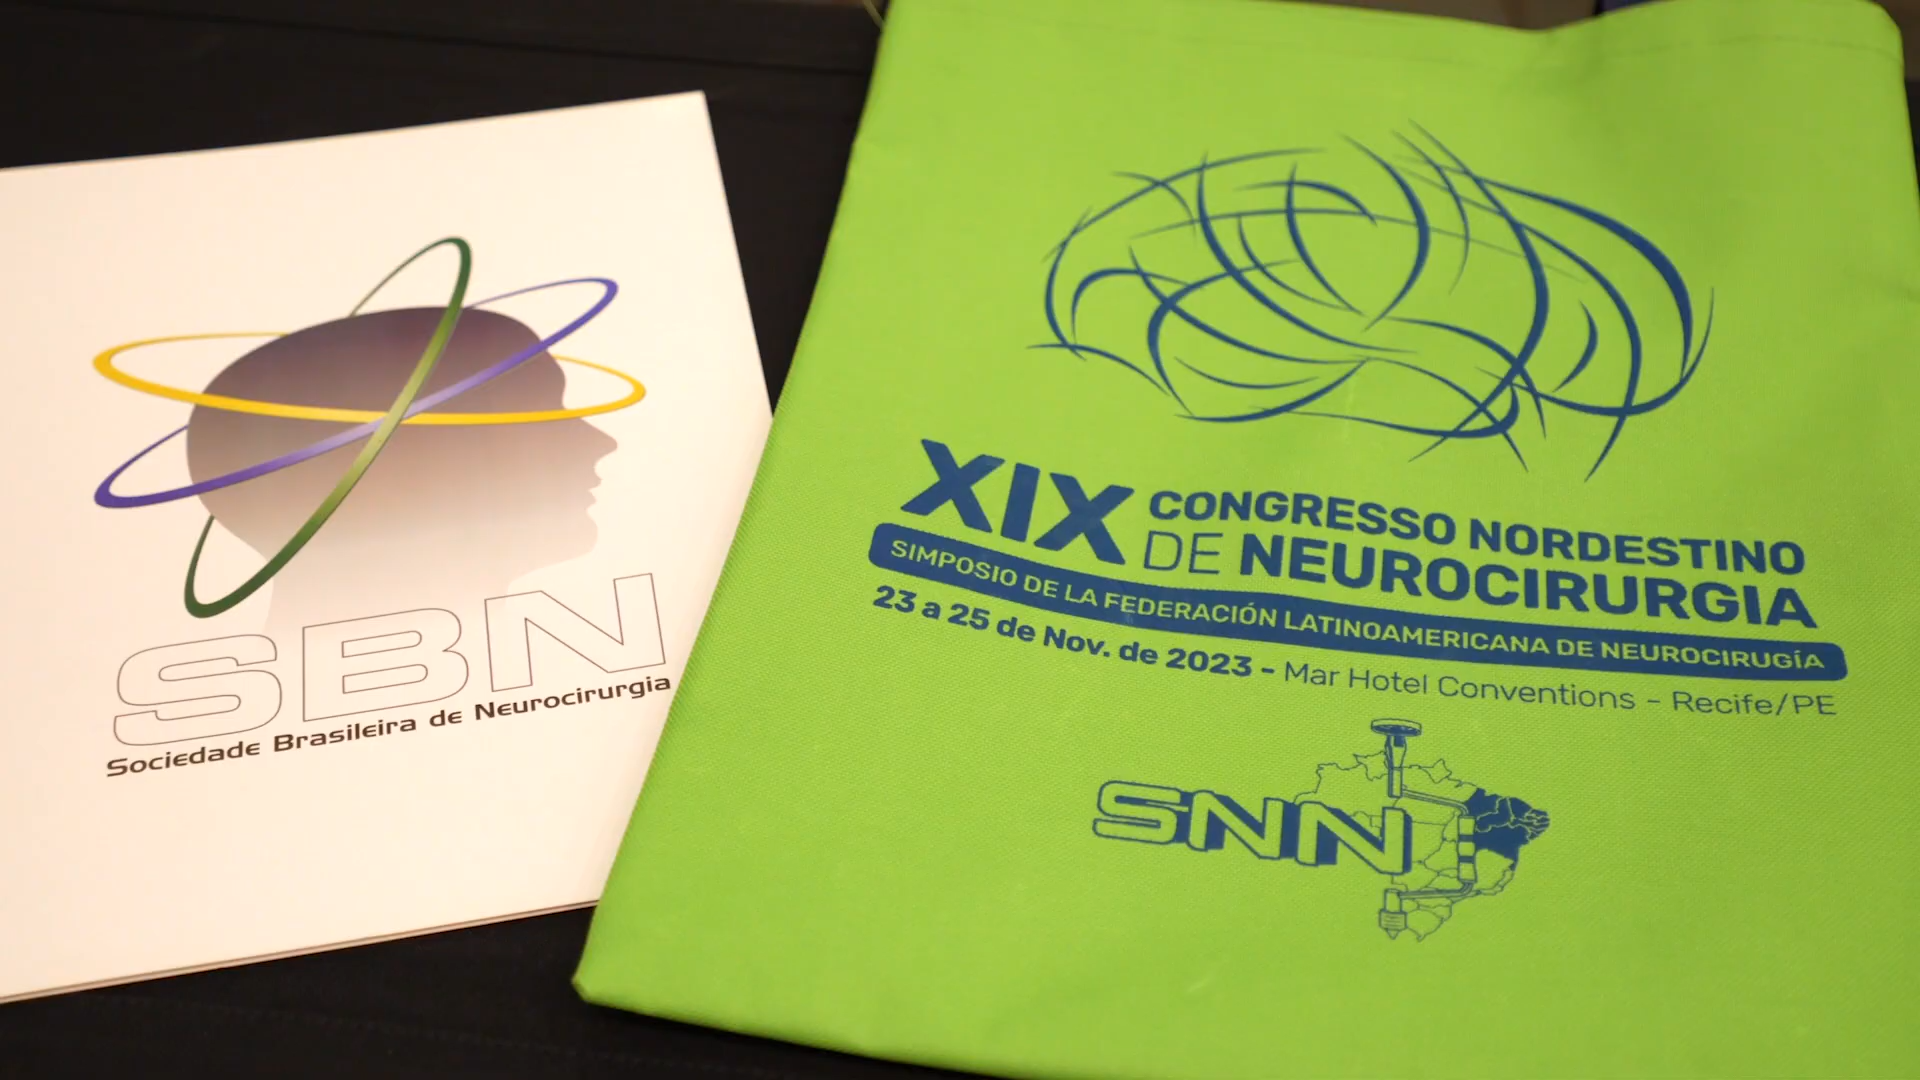 SBN
Sociedade Brasileira de Neurocirurgia
XIX CONGRESSO NORDESTINO
DE NEUROCIRURGIA
SIMPOSIO DE LA FEDERACIÓN LATINOAMERICANA DE NEUROCIRUGÍA
23 a 25 de Nov. de 2023 - Mar Hotel Conventions - Recife/PE
SNN